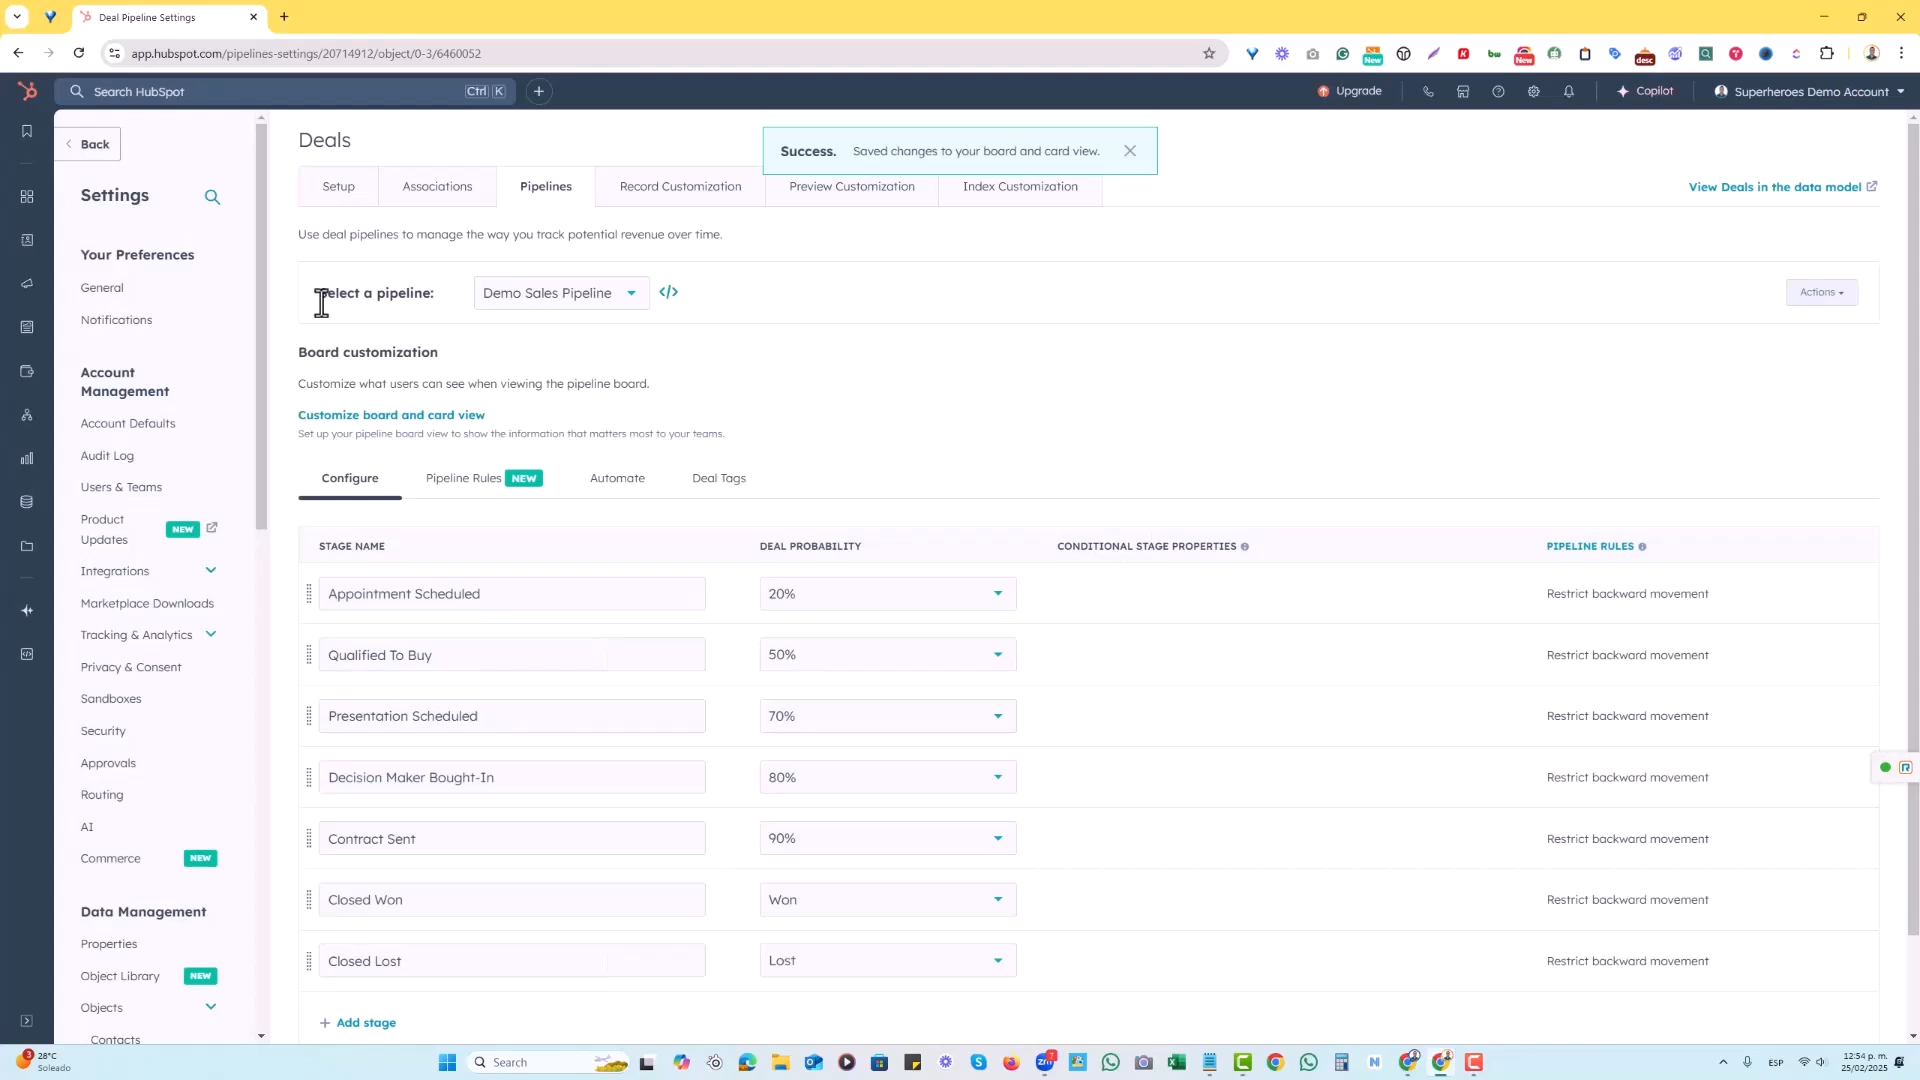 Deal Pipeline Settings
app.hubspot.com/pipelines-settings/20714912/object/0-3/6460052
New
New
desc
Search HubSpot
Ctrl K
Upgrade
Copilot
Superheroes Demo Account
Back
Settings
Your Preferences
General
Notifications
Account
Management
Account Defaults
Audit Log
Users & Teams
Product
Updates
NEW
Integrations
Marketplace Downloads
Tracking & Analytics
Privacy & Consent
Sandboxes
Security
Approvals
Routing
AI
Commerce
NEW
Data Management
Properties
Object Library
NEW
Objects
Contacts
Deals
Success. Saved changes to your board and card view.
Setup
Associations
Pipelines
Record Customization
Preview Customization
Index Customization
View Deals in the data model
Use deal pipelines to manage the way you track potential revenue over time.
Select a pipeline:
Demo Sales Pipeline
</>
Actions
Board customization
Customize what users can see when viewing the pipeline board.
Customize board and card view
Set up your pipeline board view to show the information that matters most to your teams.
Configure
Pipeline Rules NEW
Automate
Deal Tags
STAGE NAME DEAL PROBABILITY CONDITIONAL STAGE PROPERTIES PIPELINE RULES
Appointment Scheduled 20% Restrict backward movement
Qualified To Buy 50% Restrict backward movement
Presentation Scheduled 70% Restrict backward movement
Decision Maker Bought-In 80% Restrict backward movement
Contract Sent 90% Restrict backward movement
Closed Won Won Restrict backward movement
Closed Lost Lost Restrict backward movement
+ Add stage
3
28°C
Soleado
Search
ESP
12:54 p. m.
25/02/2025